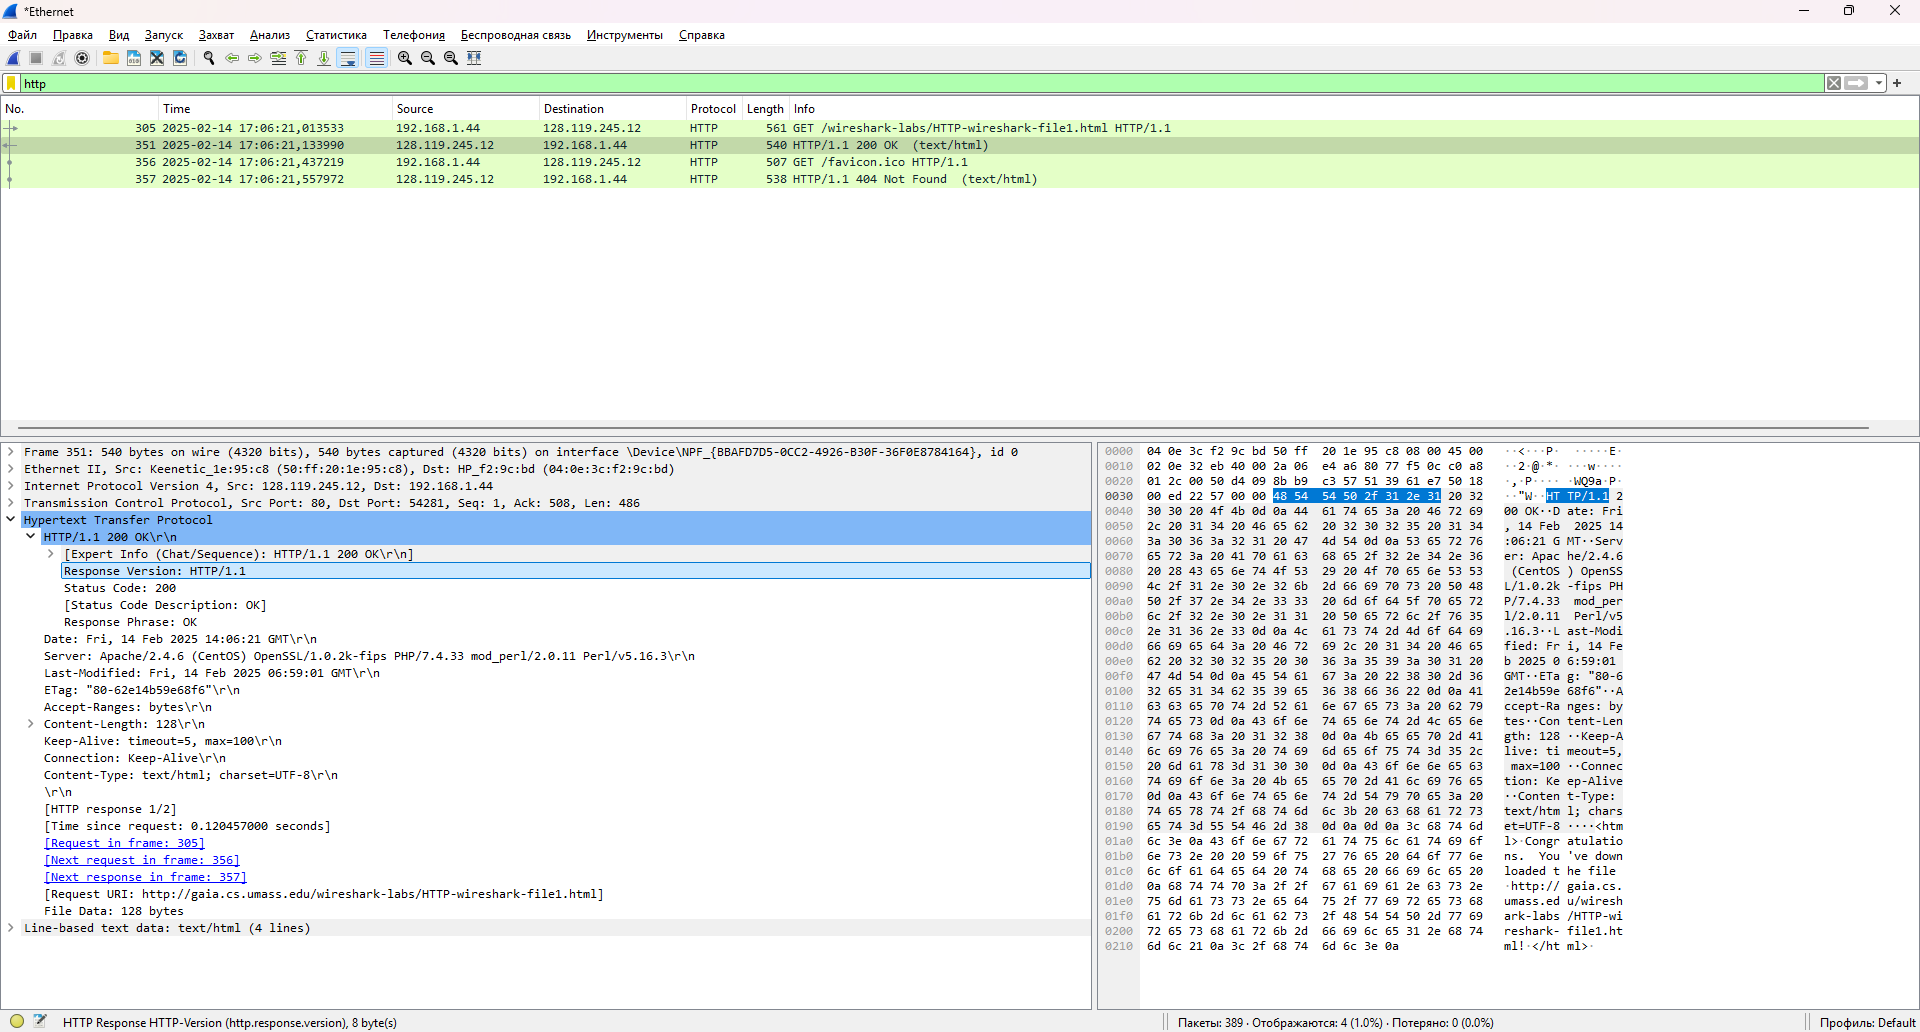 *Ethernet
Файл Правка Вид Запуск Захват Анализ Статистика Телефония Беспроводная связь Инструменты Справка
http
No. Time Source Destination Protocol Length Info
305 2025-02-14 17:06:21,013533 192.168.1.44 128.119.245.12 HTTP 561 GET /wireshark-labs/HTTP-wireshark-file1.html HTTP/1.1
351 2025-02-14 17:06:21,133990 128.119.245.12 192.168.1.44 HTTP 540 HTTP/1.1 200 OK (text/html)
356 2025-02-14 17:06:21,437219 192.168.1.44 128.119.245.12 HTTP 507 GET /favicon.ico HTTP/1.1
357 2025-02-14 17:06:21,557972 128.119.245.12 192.168.1.44 HTTP 538 HTTP/1.1 404 Not Found (text/html)
Frame 351: 540 bytes on wire (4320 bits), 540 bytes captured (4320 bits) on interface \Device\NPF_{BBAFD7D5-0CC2-4926-B30F-36F0E8784164}, id 0
Ethernet II, Src: Keenetic_1e:95:c8 (50:ff:20:1e:95:c8), Dst: HP_f2:9c:bd (04:0e:3c:f2:9c:bd)
Internet Protocol Version 4, Src: 128.119.245.12, Dst: 192.168.1.44
Transmission Control Protocol, Src Port: 80, Dst Port: 54281, Seq: 1, Ack: 508, Len: 486
Hypertext Transfer Protocol
HTTP/1.1 200 OK\r\n
[Expert Info (Chat/Sequence): HTTP/1.1 200 OK\r\n]
Response Version: HTTP/1.1
Status Code: 200
[Status Code Description: OK]
Response Phrase: OK
Date: Fri, 14 Feb 2025 14:06:21 GMT\r\n
Server: Apache/2.4.6 (CentOS) OpenSSL/1.0.2k-fips PHP/7.4.33 mod_perl/2.0.11 Perl/v5.16.3\r\n
Last-Modified: Fri, 14 Feb 2025 06:59:01 GMT\r\n
ETag: "80-62e14b59e68f6"\r\n
Accept-Ranges: bytes\r\n
Content-Length: 128\r\n
Keep-Alive: timeout=5, max=100\r\n
Connection: Keep-Alive\r\n
Content-Type: text/html; charset=UTF-8\r\n
\r\n
[HTTP response 1/2]
[Time since request: 0.120457000 seconds]
[Request in frame: 305]
[Next request in frame: 356]
[Next response in frame: 357]
[Request URI: http://gaia.cs.umass.edu/wireshark-labs/HTTP-wireshark-file1.html]
File Data: 128 bytes
Line-based text data: text/html (4 lines)
0000 04 0e 3c f2 9c bd 50 ff 20 1e 95 c8 08 00 45 00 ··<···P· ·····E·
0010 02 0e 32 eb 40 00 2a 06 e4 a6 80 77 f5 0c c0 a8 ··2·@·*· ···w····
0020 01 2c 00 50 d4 09 8b b9 c3 57 51 39 61 e7 50 18 ·,·P···· ·WQ9a·P·
0030 00 ed 22 57 00 00 48 54 54 50 2f 31 2e 31 20 32 ··"W··HT TP/1.1 2
0040 30 30 20 4f 4b 0d 0a 44 61 74 65 3a 20 46 72 69 00 OK··D ate: Fri
0050 2c 20 31 34 20 46 65 62 20 32 30 32 35 20 31 34 , 14 Feb 2025 14
0060 3a 30 36 3a 32 31 20 47 4d 54 0d 0a 53 65 72 76 :06:21 G MT··Serv
0070 65 72 3a 20 41 70 61 63 68 65 2f 32 2e 34 2e 36 er: Apac he/2.4.6
0080 20 28 43 65 6e 74 4f 53 29 20 4f 70 65 6e 53 53 (CentOS ) OpenSS
0090 4c 2f 31 2e 30 2e 32 6b 2d 66 69 70 73 20 50 48 L/1.0.2k -fips PH
00a0 50 2f 37 2e 34 2e 33 33 20 6d 6f 64 5f 70 65 72 P/7.4.33 mod_per
00b0 6c 2f 32 2e 30 2e 31 31 20 50 65 72 6c 2f 76 35 l/2.0.11 Perl/v5
00c0 2e 31 36 2e 33 0d 0a 4c 61 73 74 2d 4d 6f 64 69 .16.3··L ast-Modi
00d0 66 69 65 64 3a 20 46 72 69 2c 20 31 34 20 46 65 fied: Fr i, 14 Fe
00e0 62 20 32 30 32 35 20 30 36 3a 35 39 3a 30 31 20 b 2025 0 6:59:01
00f0 47 4d 54 0d 0a 45 54 61 67 3a 20 22 38 30 2d 36 GMT··ETa g: "80-6
0100 32 65 31 34 62 35 39 65 36 38 66 36 22 0d 0a 41 2e14b59e 68f6"··A
0110 63 63 65 70 74 2d 52 61 6e 67 65 73 3a 20 62 79 ccept-Ra nges: by
0120 74 65 73 0d 0a 43 6f 6e 74 65 6e 74 2d 4c 65 6e tes··Con tent-Len
0130 67 74 68 3a 20 31 32 38 0d 0a 4b 65 65 70 2d 41 gth: 128 ··Keep-A
0140 6c 69 76 65 3a 20 74 69 6d 65 6f 75 74 3d 35 2c live: ti meout=5,
0150 20 6d 61 78 3d 31 30 30 0d 0a 43 6f 6e 6e 65 63 max=100 ··Connec
0160 74 69 6f 6e 3a 20 4b 65 65 70 2d 41 6c 69 76 65 tion: Ke ep-Alive
0170 0d 0a 43 6f 6e 74 65 6e 74 2d 54 79 70 65 3a 20 ··Conten t-Type:
0180 74 65 78 74 2f 68 74 6d 6c 3b 20 63 68 61 72 73 text/htm l; chars
0190 65 74 3d 55 54 46 2d 38 0d 0a 0d 0a 3c 68 74 6d et=UTF-8 ····<htm
01a0 6c 3e 0a 43 6f 6e 67 72 61 74 75 6c 61 74 69 6f l>·Congr atulatio
01b0 6e 73 2e 20 20 59 6f 75 27 76 65 20 64 6f 77 6e ns.  You 've down
01c0 6c 6f 61 64 65 64 20 74 68 65 20 66 69 6c 65 20 loaded t he file
01d0 0a 68 74 74 70 3a 2f 2f 67 61 69 61 2e 63 73 2e ·http:// gaia.cs.
01e0 75 6d 61 73 73 2e 65 64 75 2f 77 69 72 65 73 68 umass.ed u/wiresh
01f0 61 72 6b 2d 6c 61 62 73 2f 48 54 54 50 2d 77 69 ark-labs /HTTP-wi
0200 72 65 73 68 61 72 6b 2d 66 69 6c 65 31 2e 68 74 reshark- file1.ht
0210 6d 6c 21 0a 3c 2f 68 74 6d 6c 3e 0a ml!·</ht ml>·
HTTP Response HTTP-Version (http.response.version), 8 byte(s) Пакеты: 389 · Отображаются: 4 (1.0%) · Потеряно: 0 (0.0%) Профиль: Default